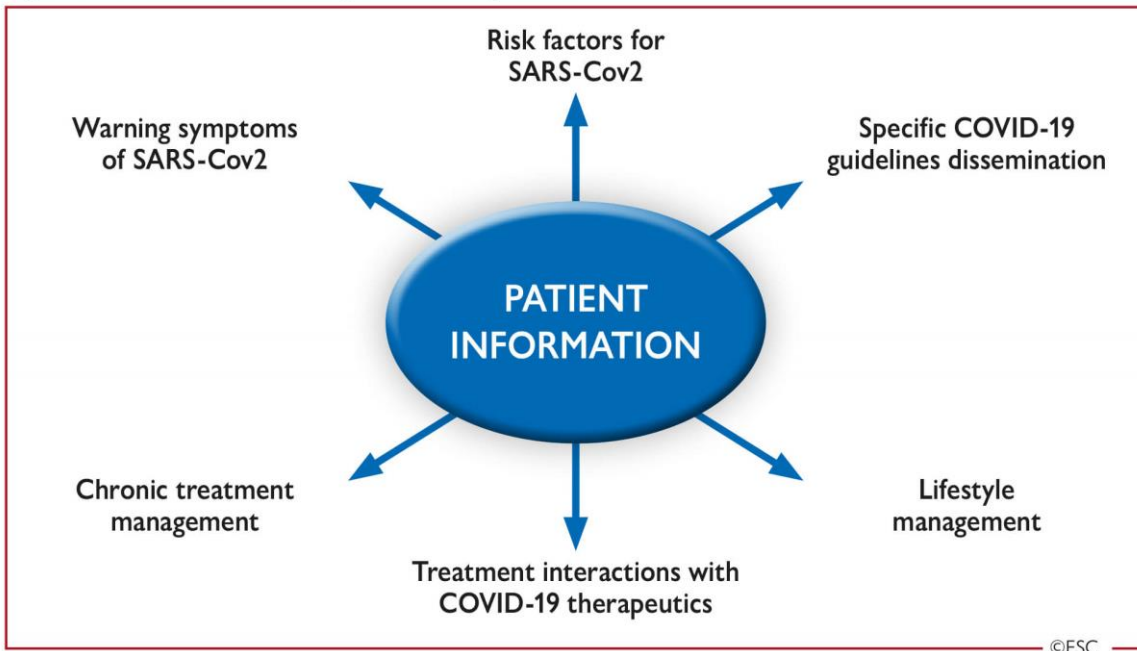 Risk factors for
SARS-Cov2
Warning symptoms
of SARS-Cov2
Specific COVID-19
guidelines dissemination
PATIENT
INFORMATION
Chronic treatment
management
Lifestyle
management
Treatment interactions with
COVID-19 therapeutics
©ESC